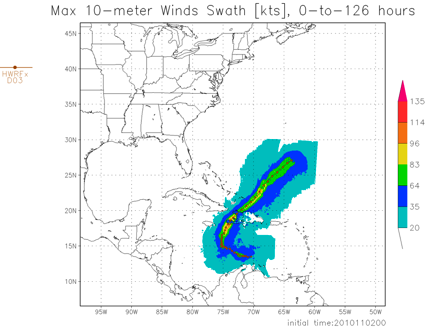 Max 10-meter Winds Swath [kts], 0-to-126 hours
HWRFx
D03
45N
40N
35N
30N
25N
20N
15N
10N
95W 90W 85W 80W 75W 70W 65W 60W 55W 50W
135
114
96
83
64
35
20
initial time:2010110200